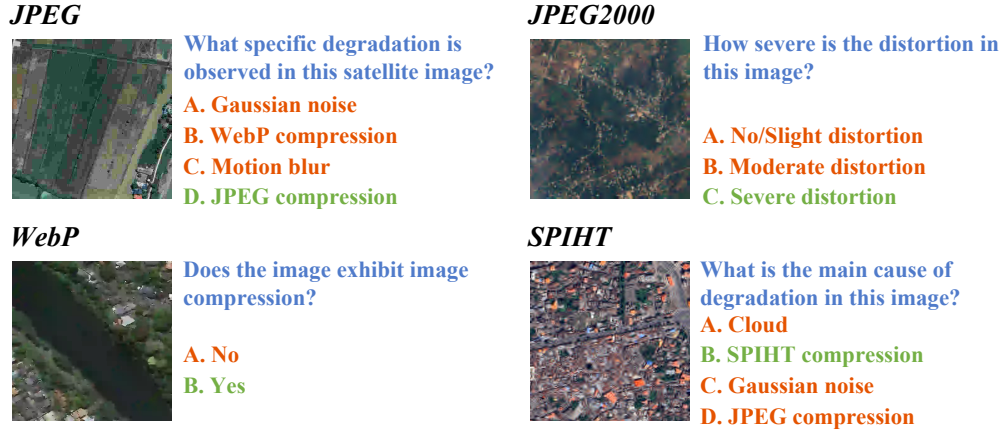 JPEG
What specific degradation is
observed in this satellite image?
A. Gaussian noise
B. WebP compression
C. Motion blur
D. JPEG compression
JPEG2000
How severe is the distortion in
this image?
A. No/Slight distortion
B. Moderate distortion
C. Severe distortion
WebP
Does the image exhibit image
compression?
A. No
B. Yes
SPIHT
What is the main cause of
degradation in this image?
A. Cloud
B. SPIHT compression
C. Gaussian noise
D. JPEG compression